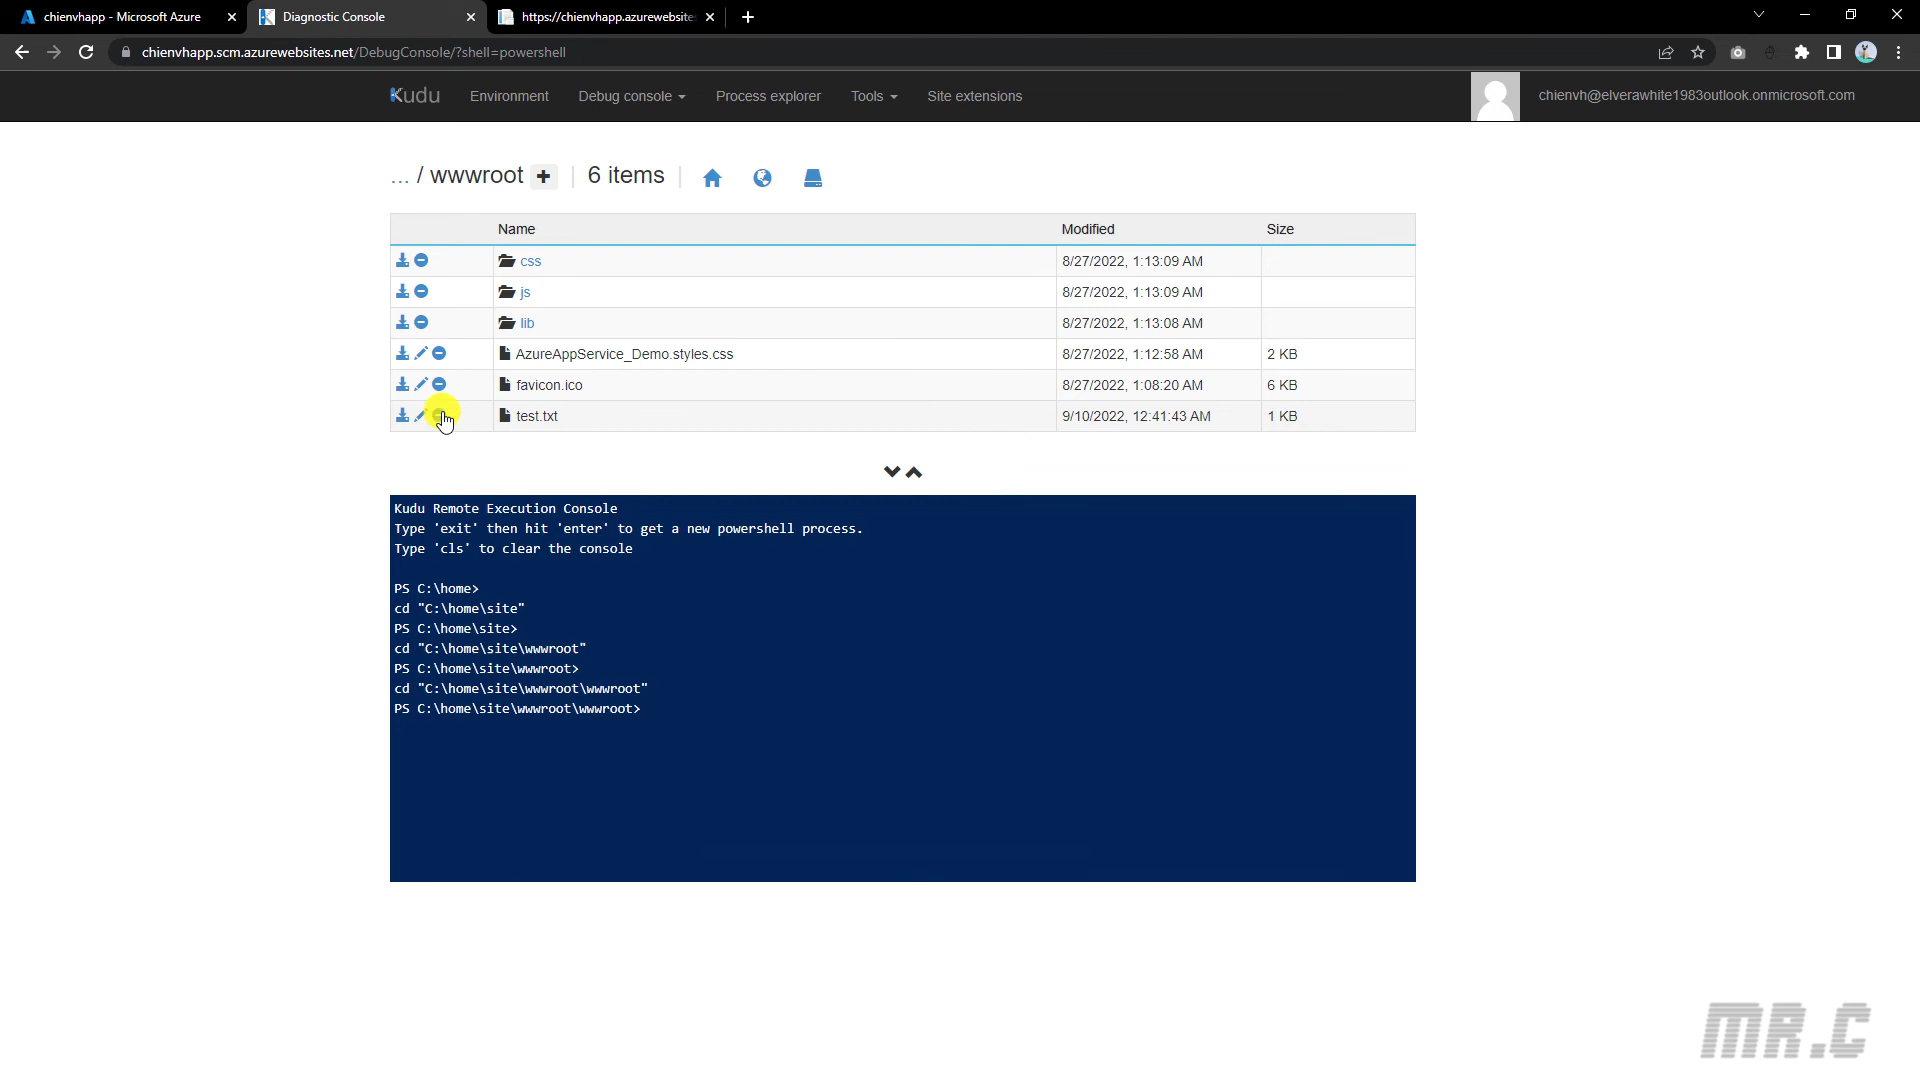 chienvhapp - Microsoft Azure
Diagnostic Console
https://chienvhapp.azurewebsite
chienvhapp.scm.azurewebsites.net/DebugConsole/?shell=powershell
Kudu Environment Debug console Process explorer Tools Site extensions chienvh@elverawhite1983outlook.onmicrosoft.com
... / wwwroot 6 items
Name Modified Size
css 8/27/2022, 1:13:09 AM
js 8/27/2022, 1:13:09 AM
lib 8/27/2022, 1:13:08 AM
AzureAppService_Demo.styles.css 8/27/2022, 1:12:58 AM 2 KB
favicon.ico 8/27/2022, 1:08:20 AM 6 KB
test.txt 9/10/2022, 12:41:43 AM 1 KB
Kudu Remote Execution Console
Type 'exit' then hit 'enter' to get a new powershell process.
Type 'cls' to clear the console
PS C:\home>
cd "C:\home\site"
PS C:\home\site>
cd "C:\home\site\wwwroot"
PS C:\home\site\wwwroot>
cd "C:\home\site\wwwroot\wwwroot"
PS C:\home\site\wwwroot\wwwroot>
MR.C